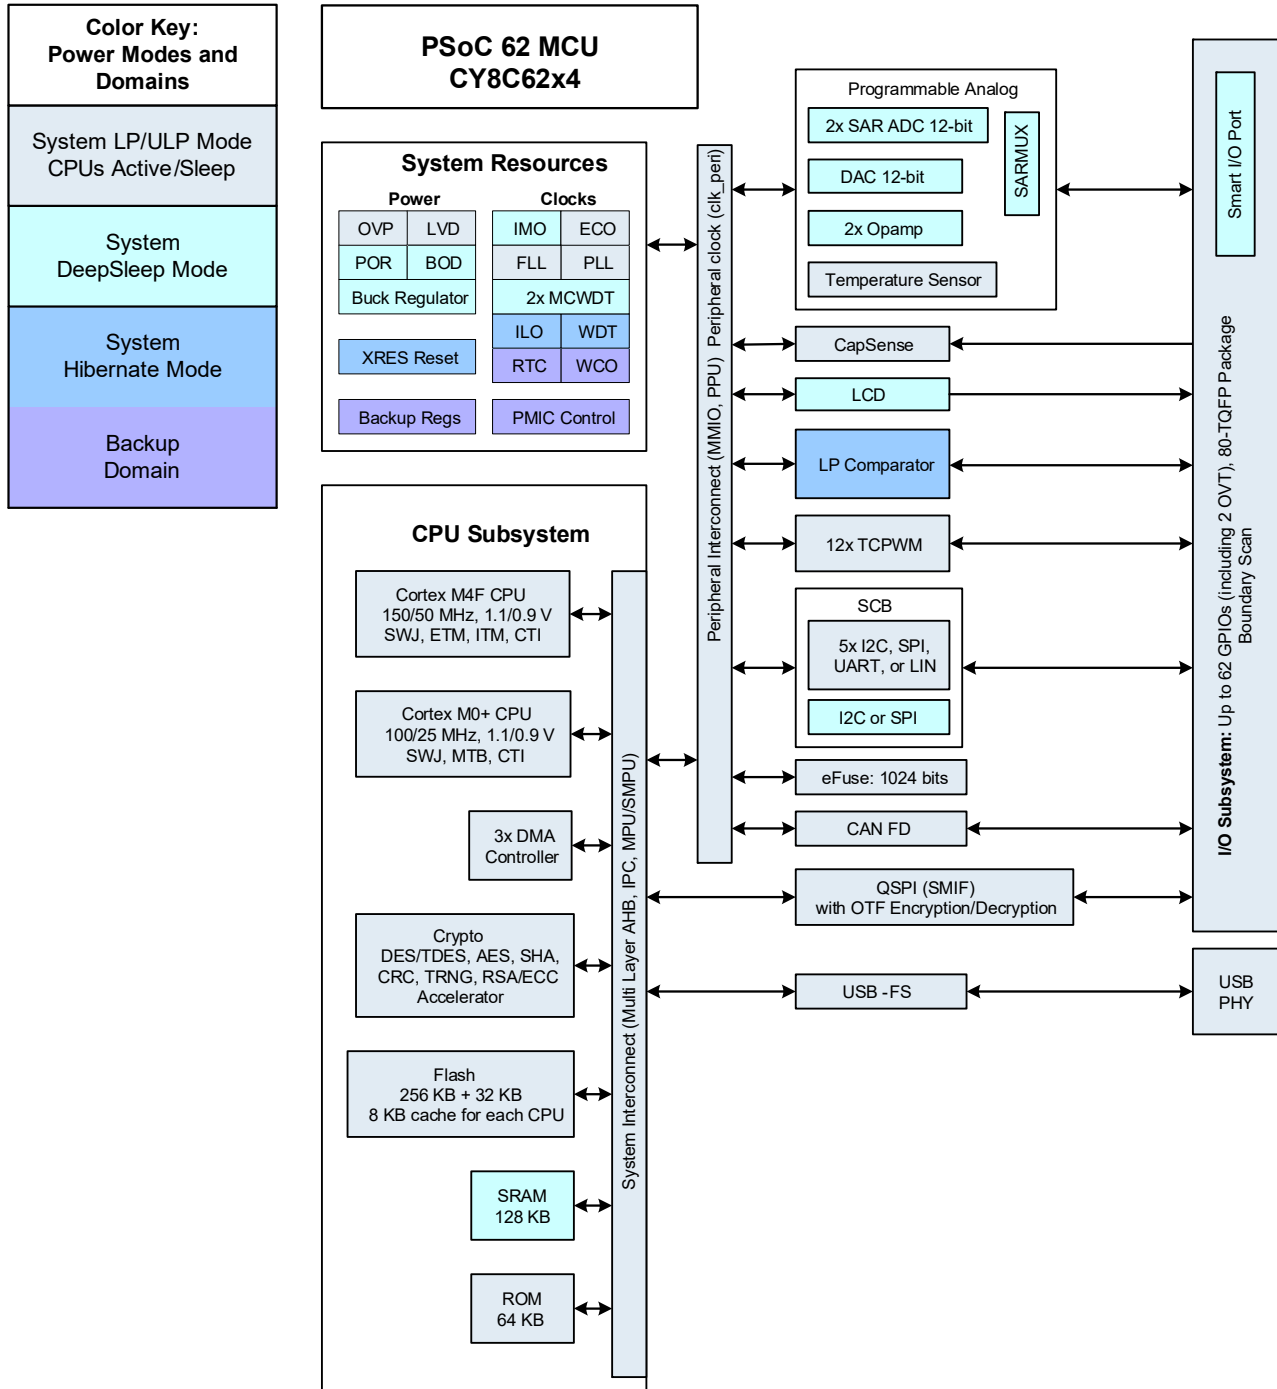 Color Key:
Power Modes and
Domains
System LP/ULP Mode
CPUs Active/Sleep
System
DeepSleep Mode
System
Hibernate Mode
Backup
Domain
PSoC 62 MCU
CY8C62x4
System Resources
Power
Clocks
OVP
LVD
IMO
ECO
POR
BOD
FLL
PLL
Buck Regulator
2x MCWDT
XRES Reset
ILO
WDT
RTC
WCO
Backup Regs
PMIC Control
CPU Subsystem
Cortex M4F CPU
150/50 MHz, 1.1/0.9 V
SWJ, ETM, ITM, CTI
Cortex M0+ CPU
100/25 MHz, 1.1/0.9 V
SWJ, MTB, CTI
3x DMA
Controller
Crypto
DES/TDES, AES, SHA,
CRC, TRNG, RSA/ECC
Accelerator
Flash
256 KB + 32 KB
8 KB cache for each CPU
SRAM
128 KB
ROM
64 KB
System Interconnect (Multi Layer AHB, IPC, MPU/SMPU)
Peripheral Interconnect (MMIO, PPU) Peripheral clock (clk_peri)
Programmable Analog
2x SAR ADC 12-bit
DAC 12-bit
2x Opamp
Temperature Sensor
SARMUX
CapSense
LCD
LP Comparator
12x TCPWM
SCB
5x I2C, SPI,
UART, or LIN
I2C or SPI
eFuse: 1024 bits
CAN FD
QSPI (SMIF)
with OTF Encryption/Decryption
USB -FS
Smart I/O Port
I/O Subsystem: Up to 62 GPIOs (including 2 OVT), 80-TQFP Package
Boundary Scan
USB
PHY